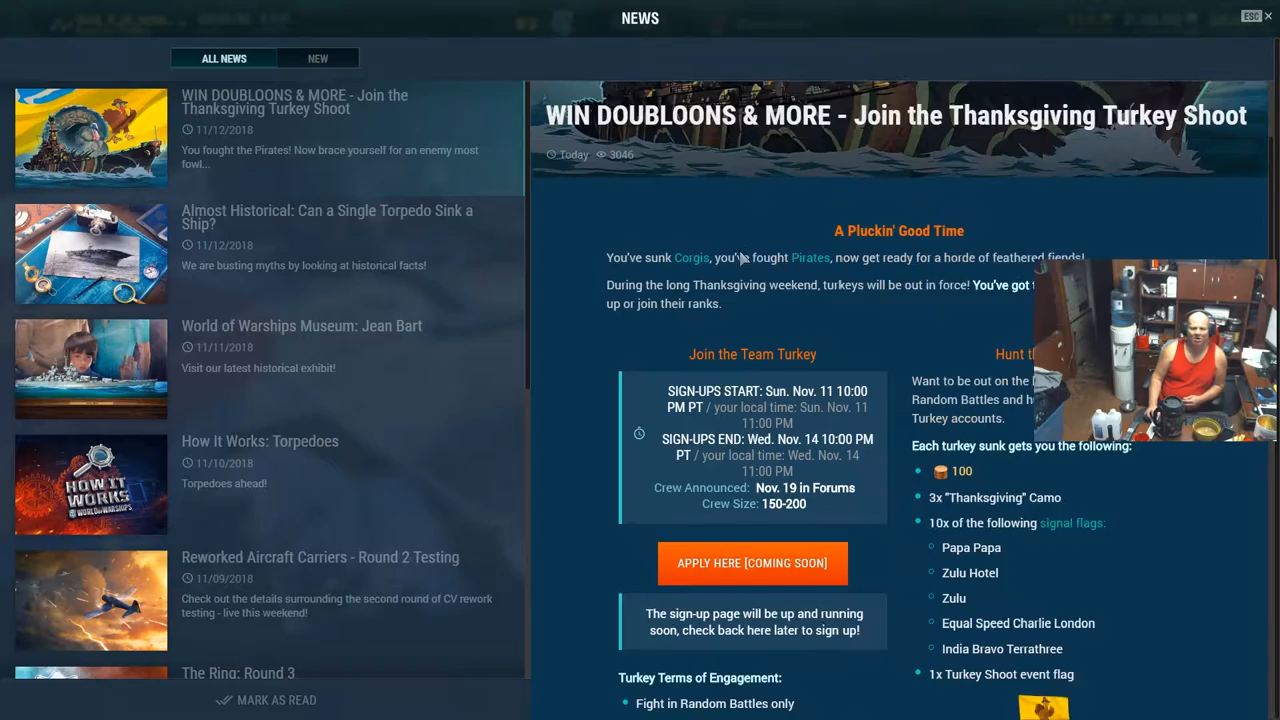 NEWS
ESC
ALL NEWS
NEW
WIN DOUBLOONS & MORE - Join the
Thanksgiving Turkey Shoot
11/12/2018
You fought the Pirates! Now brace yourself for an enemy most
fowl...
Almost Historical: Can a Single Torpedo Sink a
Ship?
11/12/2018
We are busting myths by looking at historical facts!
World of Warships Museum: Jean Bart
11/11/2018
Visit our latest historical exhibit!
HOW IT
WORKS
WORLD OF WARSHIPS
How It Works: Torpedoes
11/10/2018
Torpedoes ahead!
Reworked Aircraft Carriers - Round 2 Testing
11/09/2018
Check out the details surrounding the second round of CV rework
testing - live this weekend!
The Ring: Round 3
MARK AS READ
WIN DOUBLOONS & MORE - Join the Thanksgiving Turkey Shoot
Today 3046
A Pluckin' Good Time
You've sunk Corgis, you've fought Pirates, now get ready for a horde of feathered fiends!
During the long Thanksgiving weekend, turkeys will be out in force! You've got t
up or join their ranks.
Join the Team Turkey
SIGN-UPS START: Sun. Nov. 11 10:00
PM PT / your local time: Sun. Nov. 11
11:00 PM
SIGN-UPS END: Wed. Nov. 14 10:00 PM
PT / your local time: Wed. Nov. 14
11:00 PM
Crew Announced: Nov. 19 in Forums
Crew Size: 150-200
APPLY HERE [COMING SOON]
The sign-up page will be up and running
soon, check back here later to sign up!
Turkey Terms of Engagement:
Fight in Random Battles only
Hunt th
Want to be out on the
Random Battles and h
Turkey accounts.
Each turkey sunk gets you the following:
100
3x "Thanksgiving" Camo
10x of the following signal flags:
Papa Papa
Zulu Hotel
Zulu
Equal Speed Charlie London
India Bravo Terrathree
1x Turkey Shoot event flag